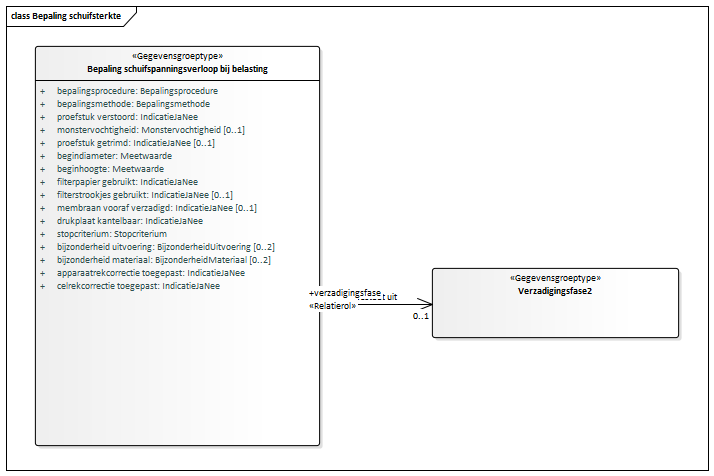 class Bepaling schuifsterkte
«Gegevensgroeptype»
Bepaling schuifspanningsverloop bij belasting
+ bepalingsprocedure: Bepalingsprocedure
+ bepalingsmethode: Bepalingsmethode
+ proefstuk verstoord: IndicatieJaNee
+ monstervochtigheid: Monstervochtigheid [0..1]
+ proefstuk getrimd: IndicatieJaNee [0..1]
+ begindiameter: Meetwaarde
+ beginhoogte: Meetwaarde
+ filterpapier gebruikt: IndicatieJaNee
+ filterstrookjes gebruikt: IndicatieJaNee [0..1]
+ membraan vooraf verzadigd: IndicatieJaNee [0..1]
+ drukplaat kantelbaar: IndicatieJaNee
+ stopcriterium: Stopcriterium
+ bijzonderheid uitvoering: BijzonderheidUitvoering [0..2]
+ bijzonderheid materiaal: BijzonderheidMateriaal [0..2]
+ apparaatrekcorrectie toegepast: IndicatieJaNee
+ celrekcorrectie toegepast: IndicatieJaNee
+verzadigingsfase
uit
«Relatierol»
0..1
«Gegevensgroeptype»
Verzadigingsfase2